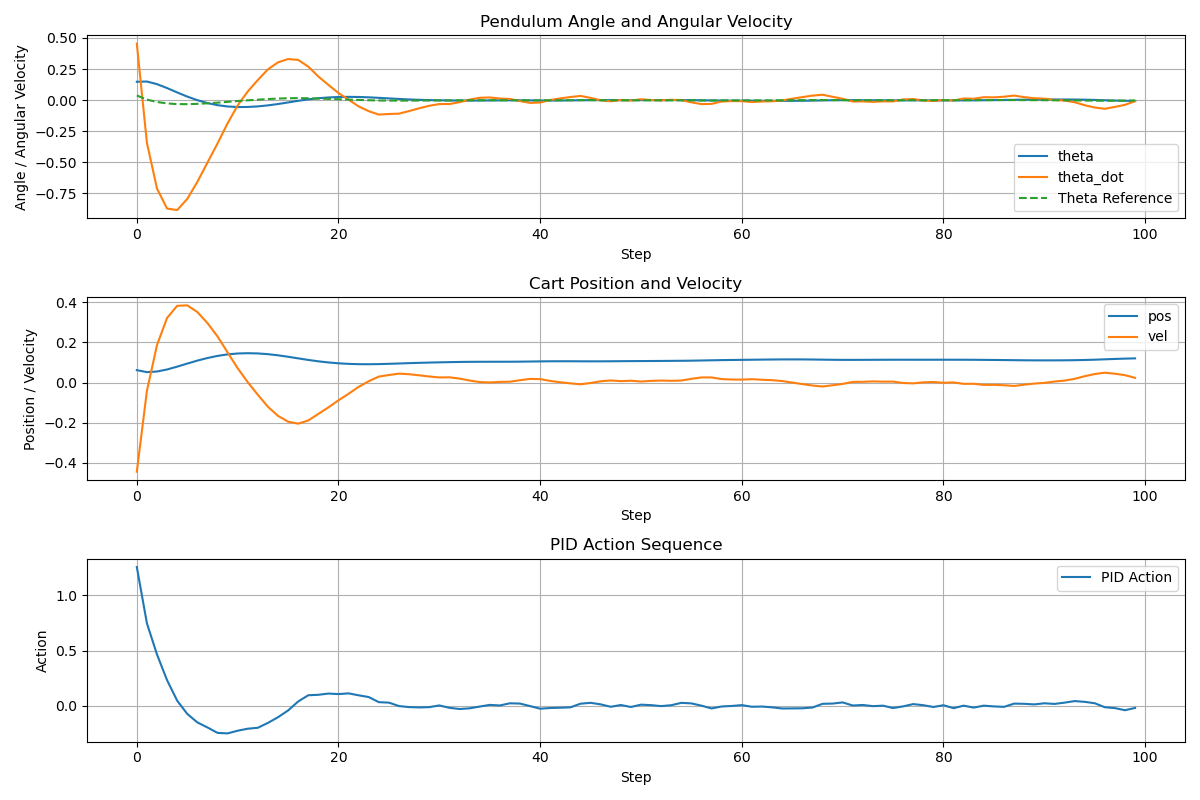 Pendulum Angle and Angular Velocity
Angle / Angular Velocity
0.50
0.25
0.00
−0.25
−0.50
−0.75
theta
theta_dot
Theta Reference
0 20 40 60 80 100
Step
Cart Position and Velocity
Position / Velocity
0.4
0.2
0.0
−0.2
−0.4
pos
vel
0 20 40 60 80 100
Step
PID Action Sequence
Action
1.0
0.5
0.0
PID Action
0 20 40 60 80 100
Step